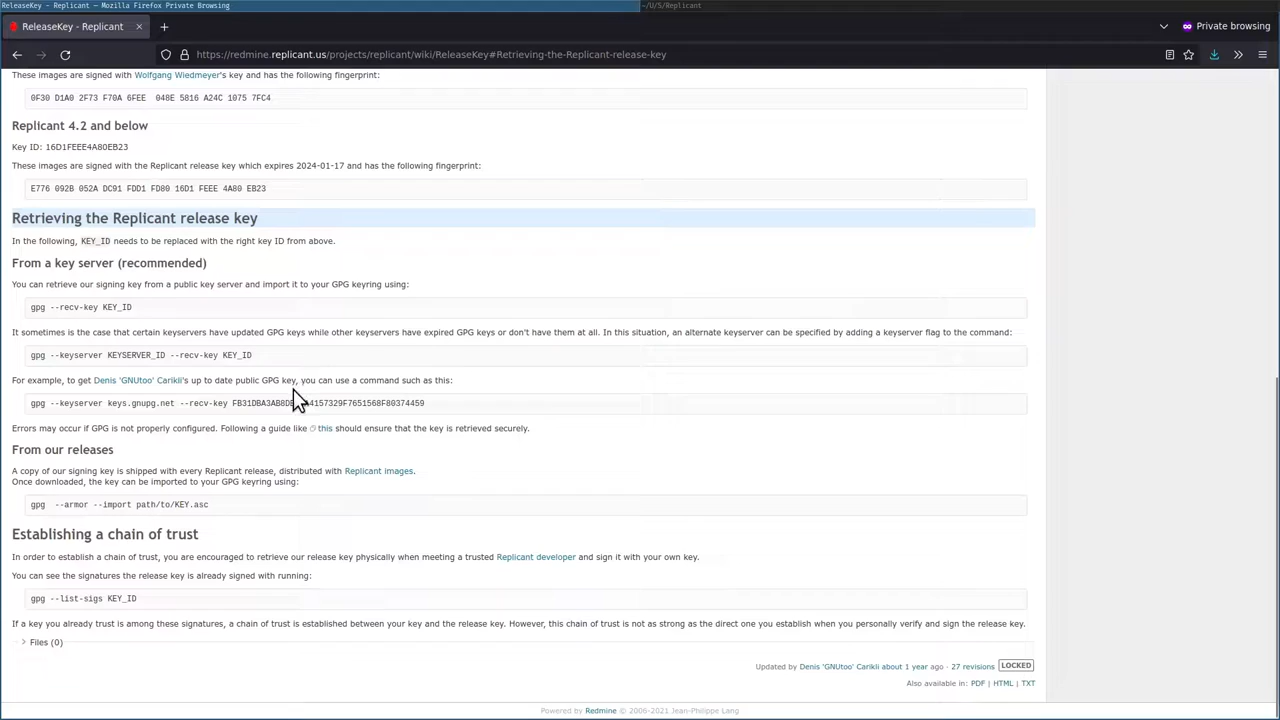 ReleaseKey - Replicant — Mozilla Firefox Private Browsing
~/U/S/Replicant
ReleaseKey - Replicant
Private browsing
https://redmine.replicant.us/projects/replicant/wiki/ReleaseKey#Retrieving-the-Replicant-release-key
These images are signed with Wolfgang Wiedmeyer's key and has the following fingerprint:
0F30 D1A0 2F73 F70A 6FEE  048E 5816 A24C 1075 7FC4
Replicant 4.2 and below
Key ID: 16D1FEEE4A80EB23
These images are signed with the Replicant release key which expires 2024-01-17 and has the following fingerprint:
E776 092B 052A DC91 FDD1 FD80 16D1 FEEE 4A80 EB23
Retrieving the Replicant release key
In the following, KEY_ID needs to be replaced with the right key ID from above.
From a key server (recommended)
You can retrieve our signing key from a public key server and import it to your GPG keyring using:
gpg --recv-key KEY_ID
It sometimes is the case that certain keyservers have updated GPG keys while other keyservers have expired GPG keys or don't have them at all. In this situation, an alternate keyserver can be specified by adding a keyserver flag to the command:
gpg --keyserver KEYSERVER_ID --recv-key KEY_ID
For example, to get Denis 'GNUtoo' Carikli's up to date public GPG key, you can use a command such as this:
gpg --keyserver keys.gnupg.net --recv-key
Errors may occur if GPG is not properly configured. Following a guide like this should ensure that the key is retrieved securely.
From our releases
A copy of our signing key is shipped with every Replicant release, distributed with Replicant images.
Once downloaded, the key can be imported to your GPG keyring using:
gpg  --armor --import path/to/KEY.asc
Establishing a chain of trust
In order to establish a chain of trust, you are encouraged to retrieve our release key physically when meeting a trusted Replicant developer and sign it with your own key.
You can see the signatures the release key is already signed with running:
gpg --list-sigs KEY_ID
If a key you already trust is among these signatures, a chain of trust is established between your key and the release key. However, this chain of trust is not as strong as the direct one you establish when you personally verify and sign the release key.
Files (0)
Updated by Denis 'GNUtoo' Carikli about 1 year ago · 27 revisions LOCKED
Also available in: PDF | HTML | TXT
Powered by Redmine © 2006-2021 Jean-Philippe Lang